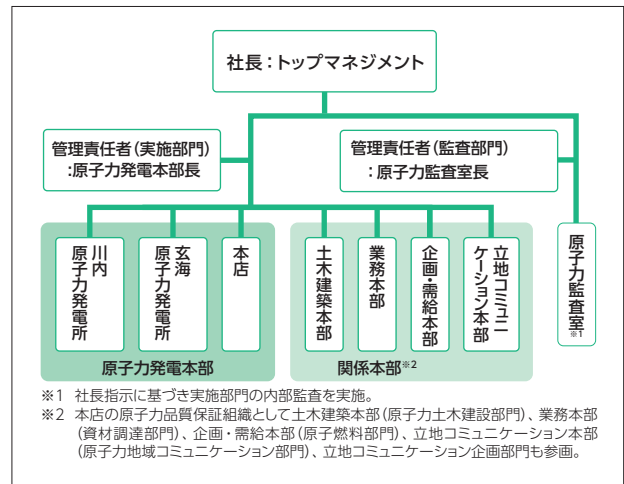 社長：トップマネジメント
管理責任者（実施部門）
：原子力発電本部長
管理責任者（監査部門）
：原子力監査室長
川内
原子力発電所
玄海
原子力発電所
本店
土木建築本部
業務本部
企画・需給本部
立地コミュニ
ケーション本部
原子力監査室※1
原子力発電本部
関係本部※2
※1 社長指示に基づき実施部門の内部監査を実施。
※2 本店の原子力品質保証組織として土木建築本部（原子力土木建設部門）、業務本部
（資材調達部門）、企画・需給本部（原子燃料部門）、立地コミュニケーション本部
（原子力地域コミュニケーション部門）、立地コミュニケーション企画部門も参画。